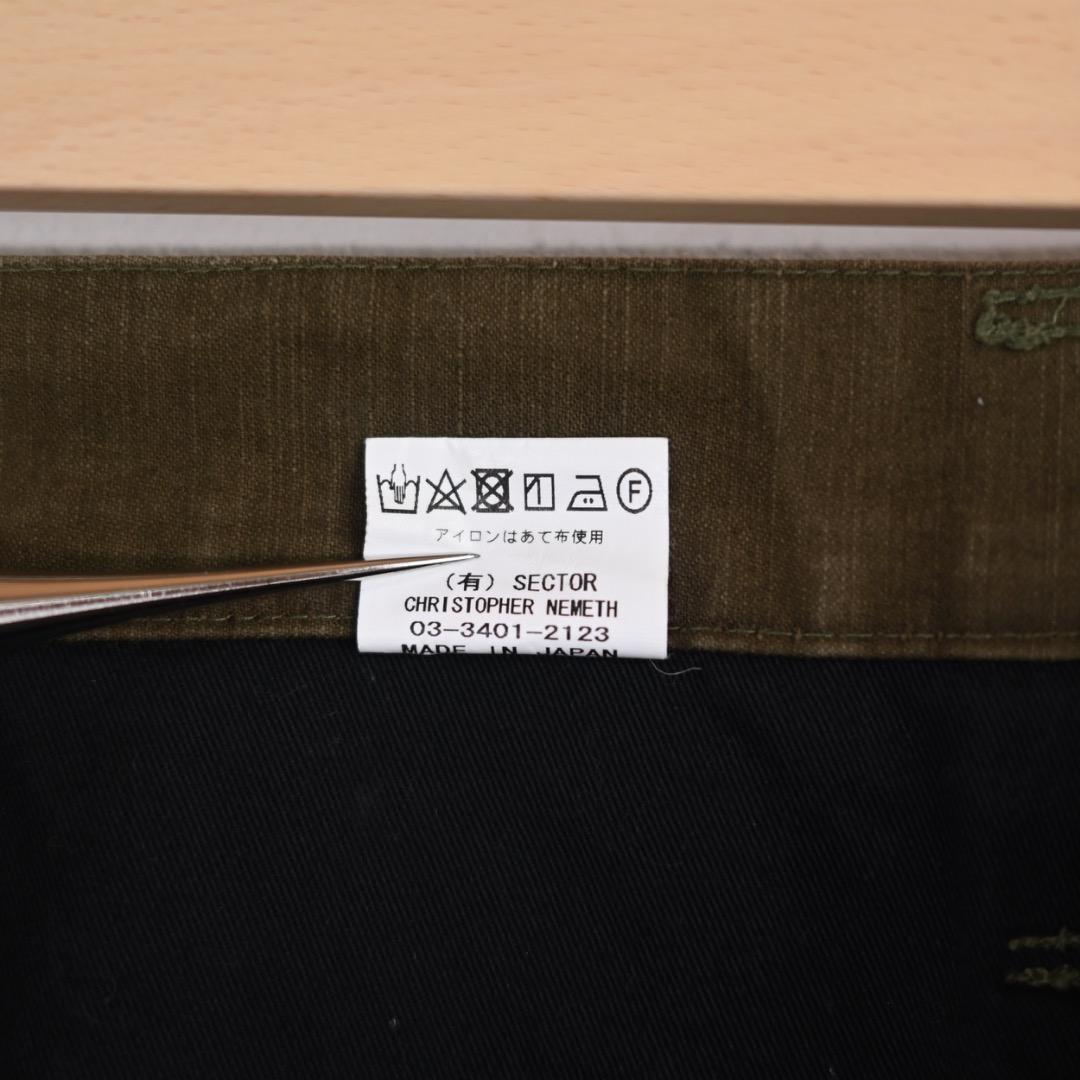 F
アイロンはあて布使用
（有） SECTOR
CHRISTOPHER NEMETH
03-3401-2123
MADE IN JAPAN